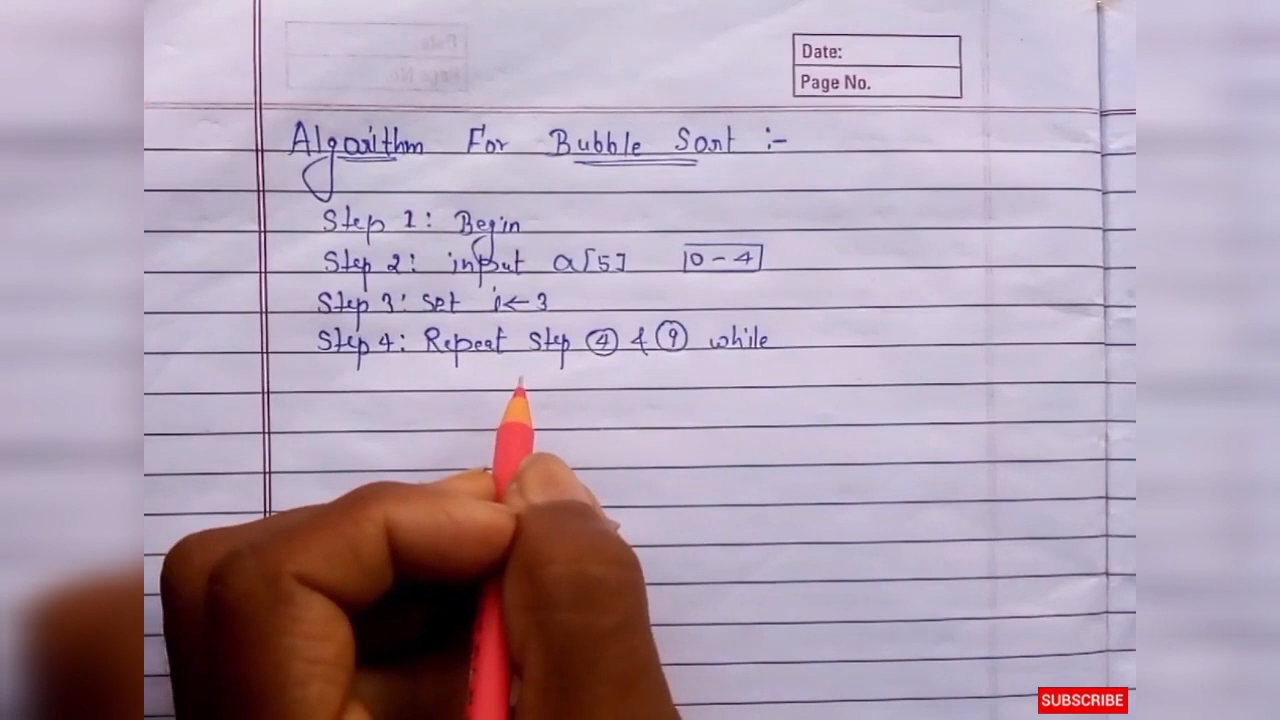 Date:
Page No.
Algorithm For Bubble Sort :-
Step 1: Begin
Step 2: input a[5] 0-4
Step 3: set i←3
Step 4: Repeat Step 4 & 9 while
SUBSCRIBE